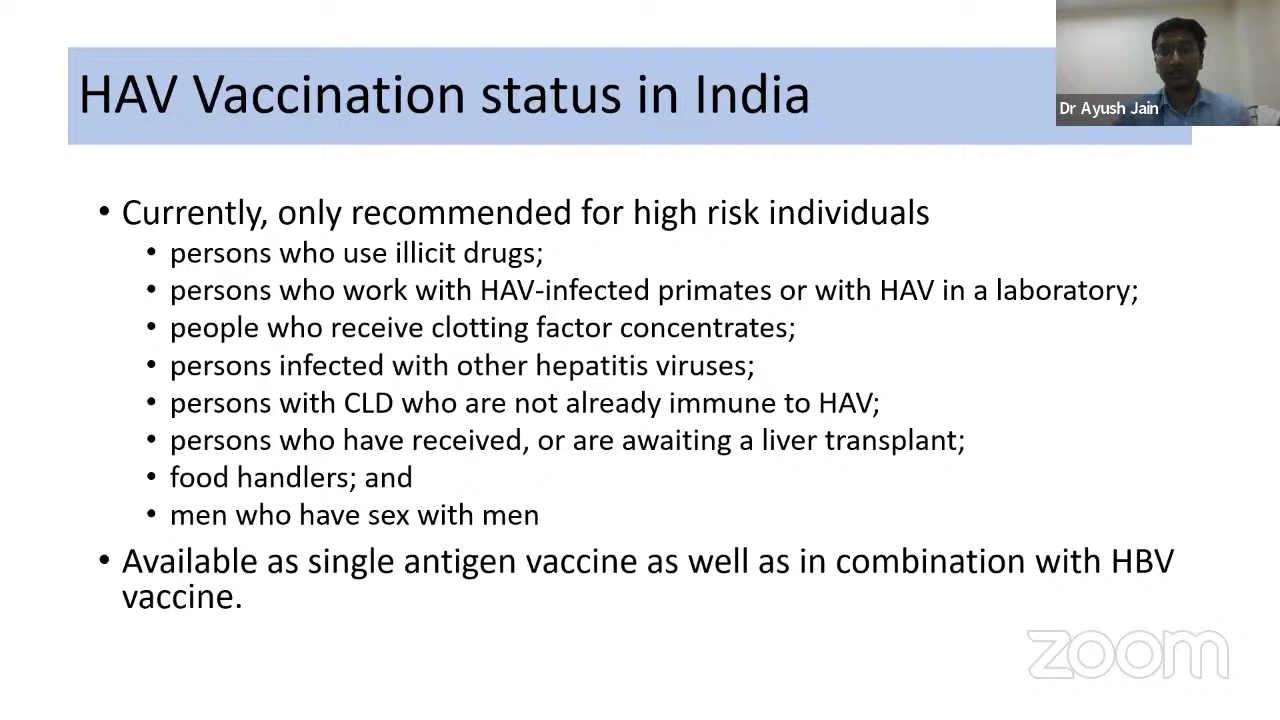 HAV Vaccination status in India
Dr Ayush Jain
• Currently, only recommended for high risk individuals
• persons who use illicit drugs;
• persons who work with HAV-infected primates or with HAV in a laboratory;
• people who receive clotting factor concentrates;
• persons infected with other hepatitis viruses;
• persons with CLD who are not already immune to HAV;
• persons who have received, or are awaiting a liver transplant;
• food handlers; and
• men who have sex with men
• Available as single antigen vaccine as well as in combination with HBV
vaccine.
zoom